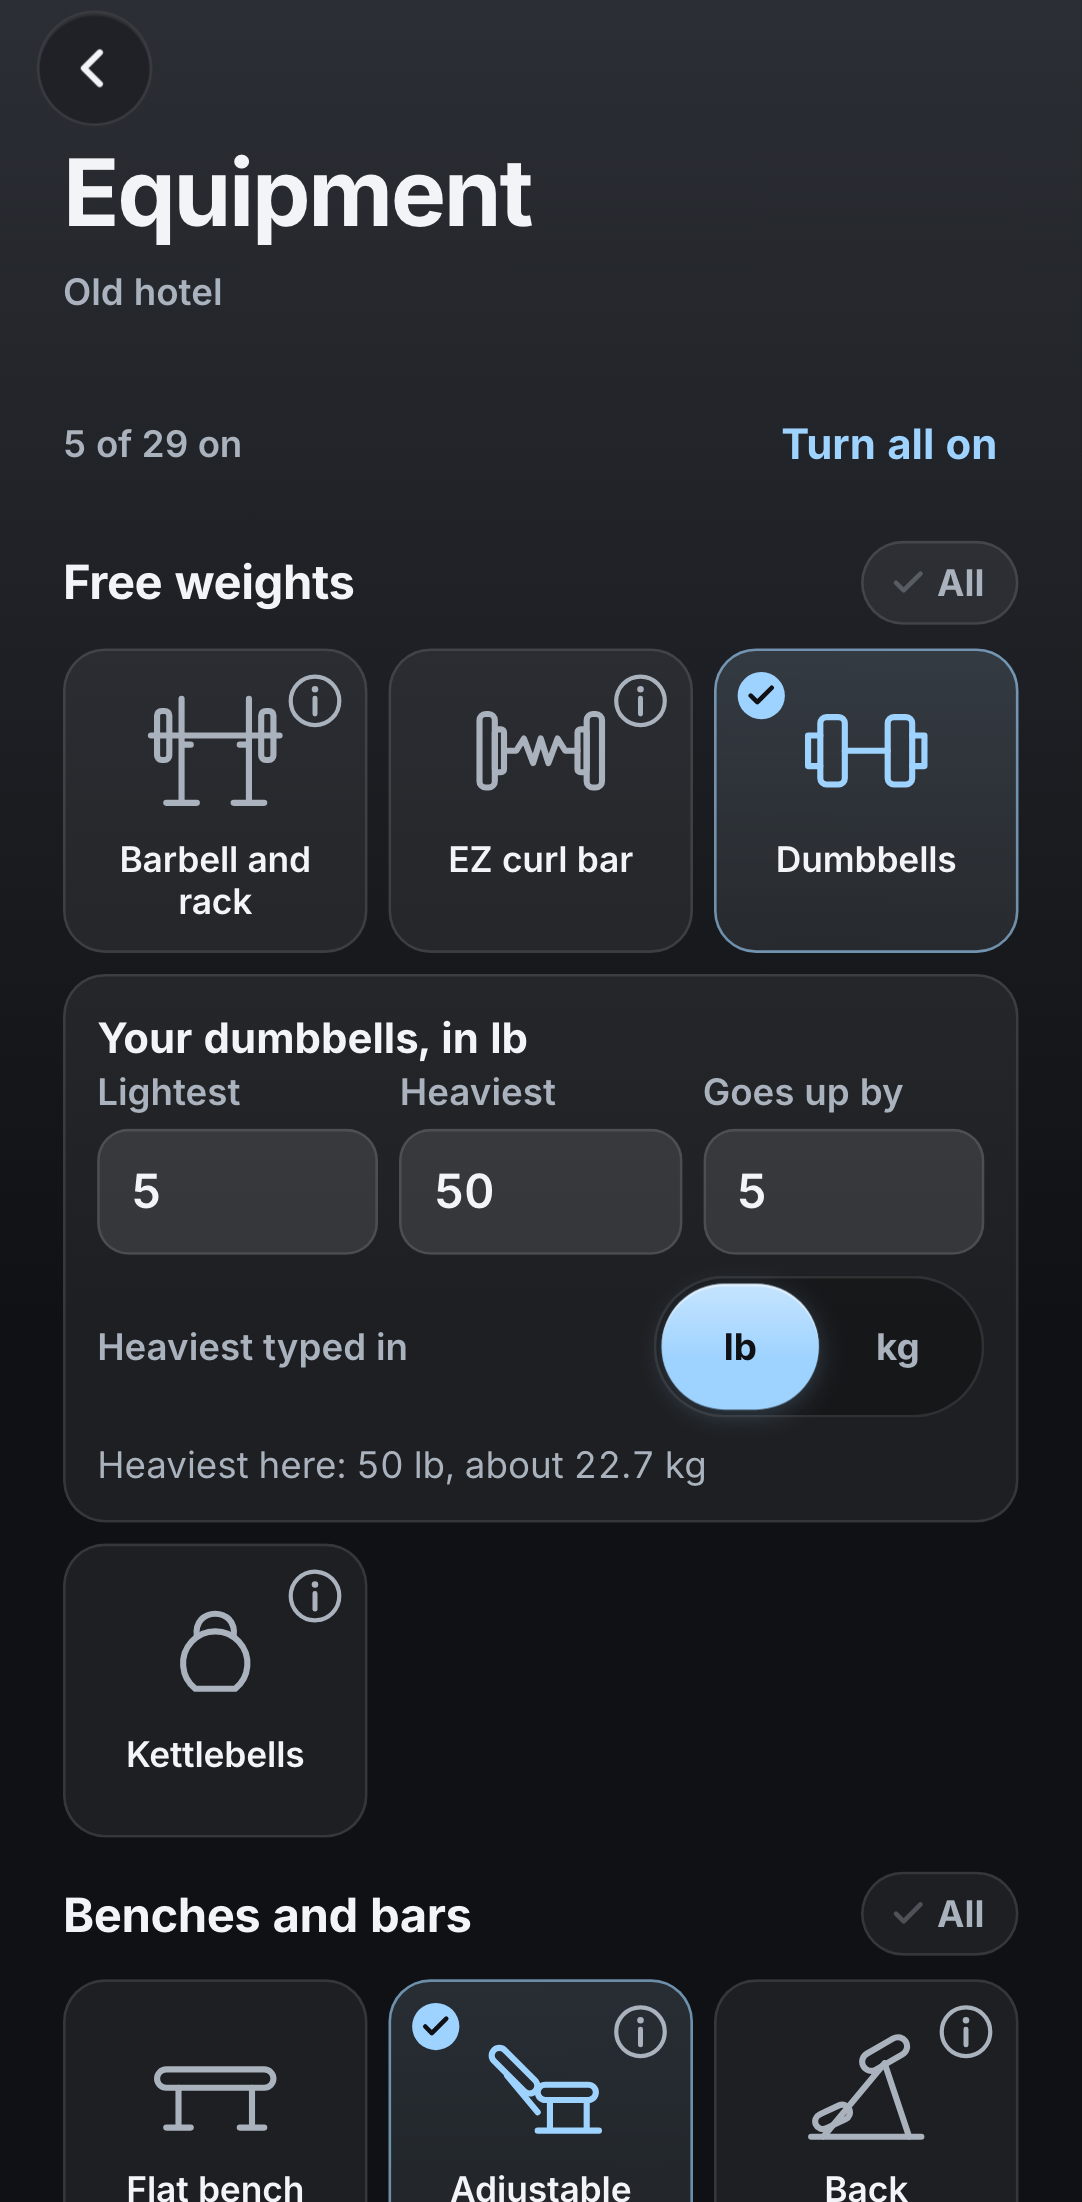 Equipment
Old hotel
5 of 29 on
Turn all on
Free weights
All
Barbell and
rack
EZ curl bar
Dumbbells
Your dumbbells, in lb
Lightest
Heaviest
Goes up by
5
50
5
Heaviest typed in
lb
kg
Heaviest here: 50 lb, about 22.7 kg
Kettlebells
Benches and bars
All
Flat bench
Adjustable
Back